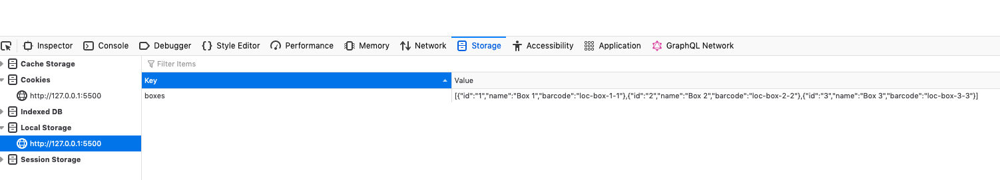 Inspector Console Debugger {} Style Editor Performance Memory Network Storage Accessibility Application GraphQL Network
Cache Storage
Cookies
http://127.0.0.1:5500
Indexed DB
Local Storage
http://127.0.0.1:5500
Session Storage
Filter Items
Key Value
boxes [{"id":"1","name":"Box 1","barcode":"loc-box-1-1"},{"id":"2","name":"Box 2","barcode":"loc-box-2-2"},{"id":"3","name":"Box 3","barcode":"loc-box-3-3"}]